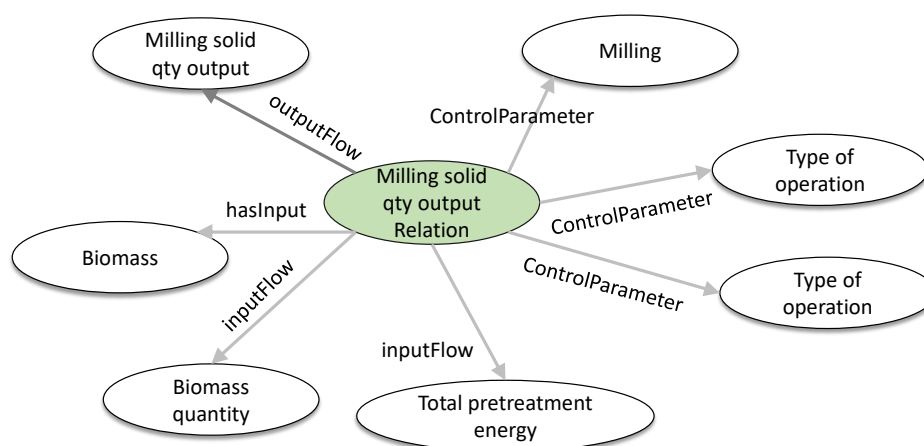 Milling solid
qty output
Milling
outputFlow
ControlParameter
Type of
operation
Milling solid
qty output
Relation
ControlParameter
hasInput
Biomass
ControlParameter
Type of
operation
inputFlow
inputFlow
Biomass
quantity
Total pretreatment
energy